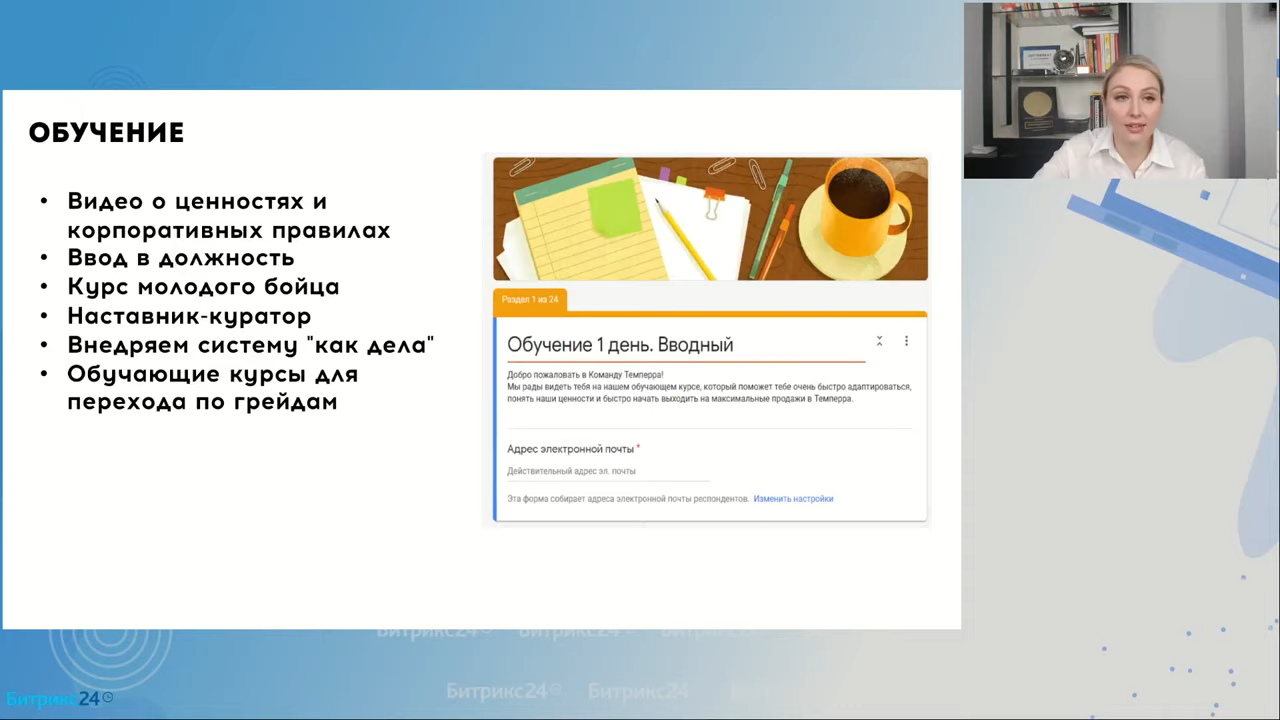 ОБУЧЕНИЕ
• Видео о ценностях и
корпоративных правилах
• Ввод в должность
• Курс молодого бойца
• Наставник-куратор
• Внедряем систему "как дела"
• Обучающие курсы для
перехода по грейдам
Раздел 1 из 24
Обучение 1 день. Вводный
Добро пожаловать в Команду Темперра!
Мы рады видеть тебя на нашем обучающем курсе, который поможет тебе очень быстро адаптироваться,
понять наши ценности и быстро начать выходить на максимальные продажи в Темперра.
Адрес электронной почты *
Действительный адрес эл. почты
Эта форма собирает адреса электронной почты респондентов. Изменить настройки
Битрикс24 Битрикс24
Битрикс24